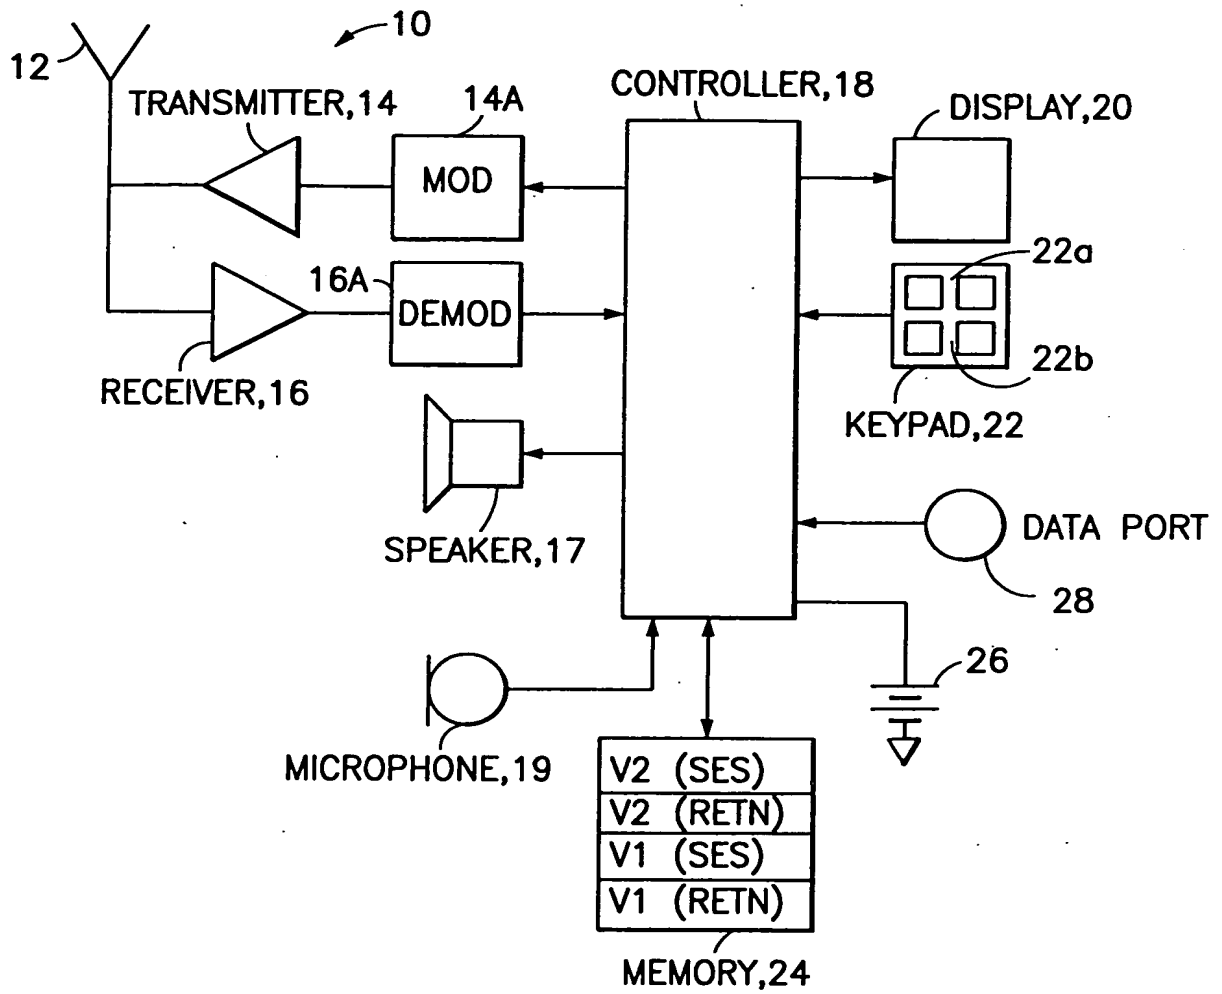 10
12
TRANSMITTER,14
14A
CONTROLLER,18
DISPLAY,20
MOD
22a
16A
DEMOD
22b
RECEIVER,16
KEYPAD,22
SPEAKER,17
DATA PORT
28
26
MICROPHONE,19
V2 (SES)
V2 (RETN)
V1 (SES)
V1 (RETN)
MEMORY,24